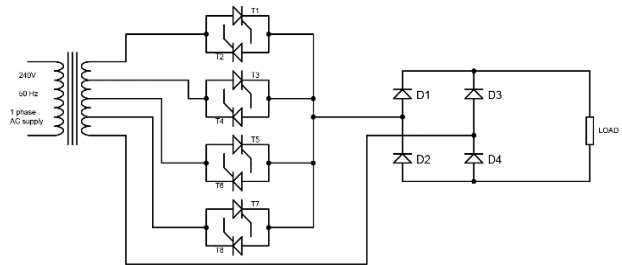 T1
T2
240V
60 Hz
1 phase
AC supply
T3
T4
D1
D3
T5
T6
LOAD
D2
D4
T7
T8